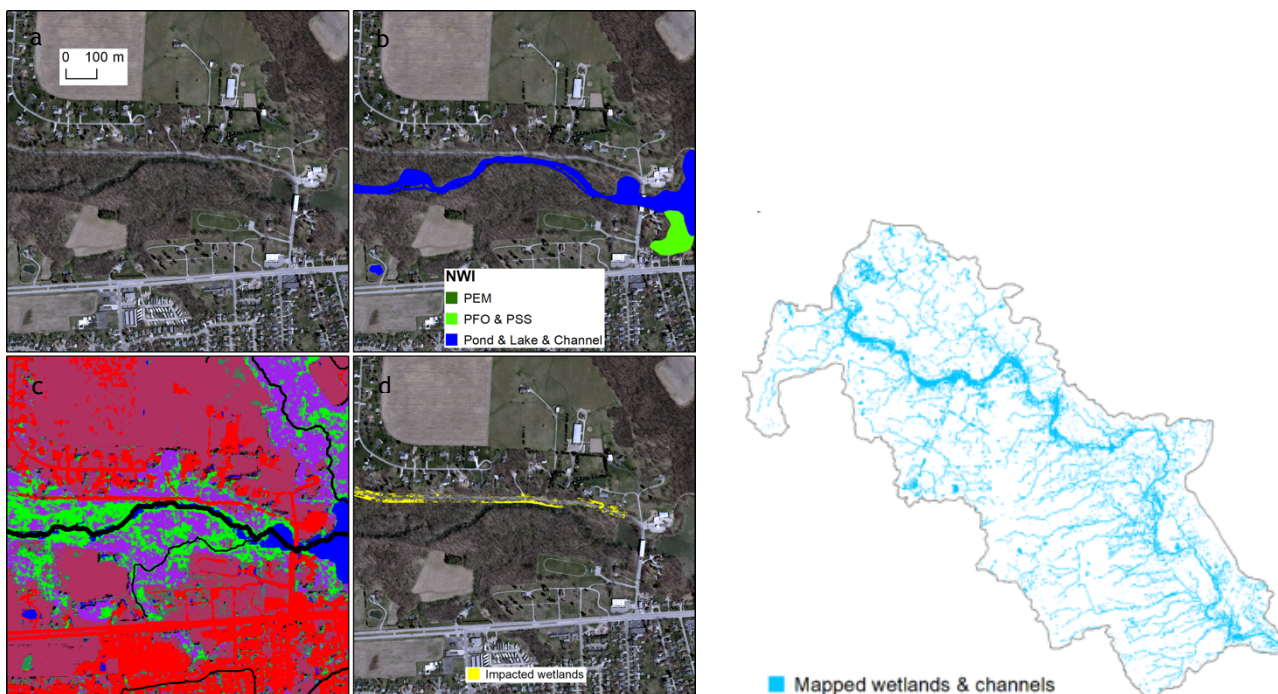 a
0 100 m
b
NWI
PEM
PFO & PSS
Pond & Lake & Channel
c
d
Impacted wetlands
Mapped wetlands & channels